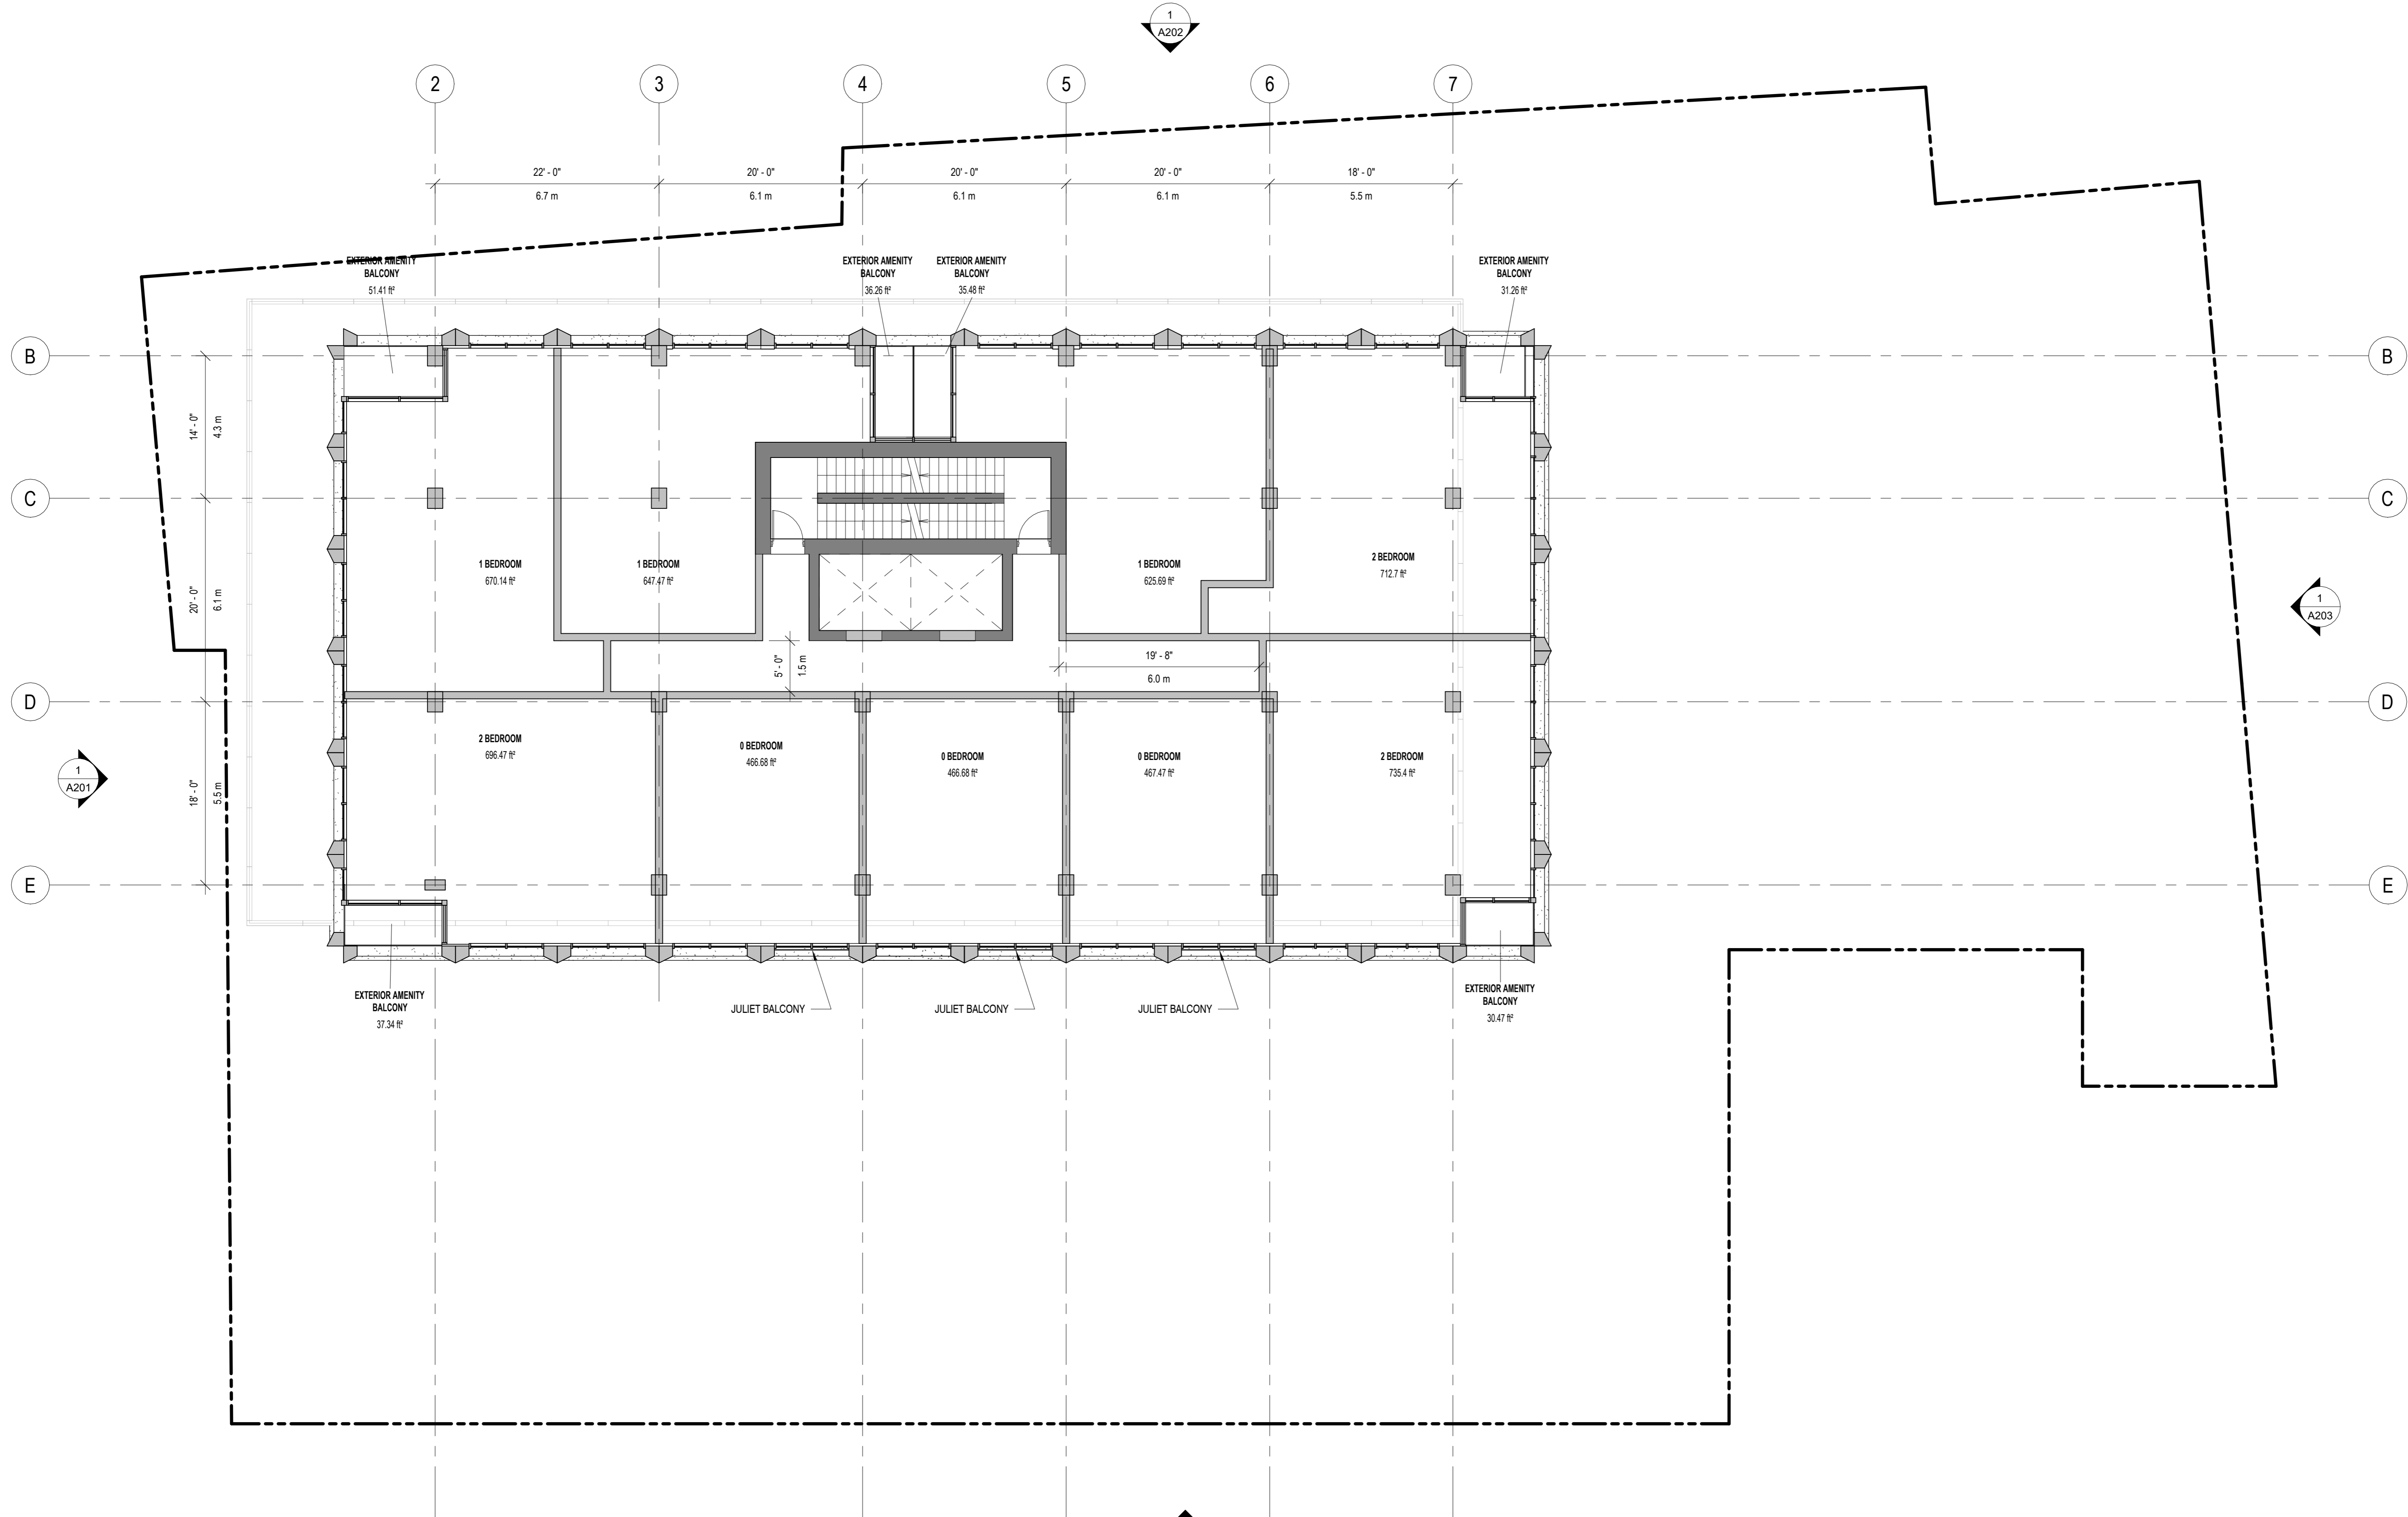 1
A202
2
3
4
5
6
7
22' - 0"
20' - 0"
20' - 0"
20' - 0"
18' - 0"
6.7 m
6.1 m
6.1 m
6.1 m
5.5 m
EXTERIOR AMENITY
BALCONY
51.41 ft²
EXTERIOR AMENITY
BALCONY
36.26 ft²
EXTERIOR AMENITY
BALCONY
35.48 ft²
EXTERIOR AMENITY
BALCONY
31.26 ft²
B
B
14' - 0"
4.3 m
C
C
1 BEDROOM
670.14 ft²
1 BEDROOM
647.47 ft²
1 BEDROOM
625.69 ft²
2 BEDROOM
712.7 ft²
20' - 0"
6.1 m
1
A203
5' - 0"
1.5 m
19' - 8"
6.0 m
D
D
2 BEDROOM
696.47 ft²
0 BEDROOM
466.68 ft²
0 BEDROOM
466.68 ft²
0 BEDROOM
467.47 ft²
2 BEDROOM
735.4 ft²
1
A201
18' - 0"
5.5 m
E
E
EXTERIOR AMENITY
BALCONY
37.34 ft²
JULIET BALCONY
JULIET BALCONY
JULIET BALCONY
EXTERIOR AMENITY
BALCONY
30.47 ft²